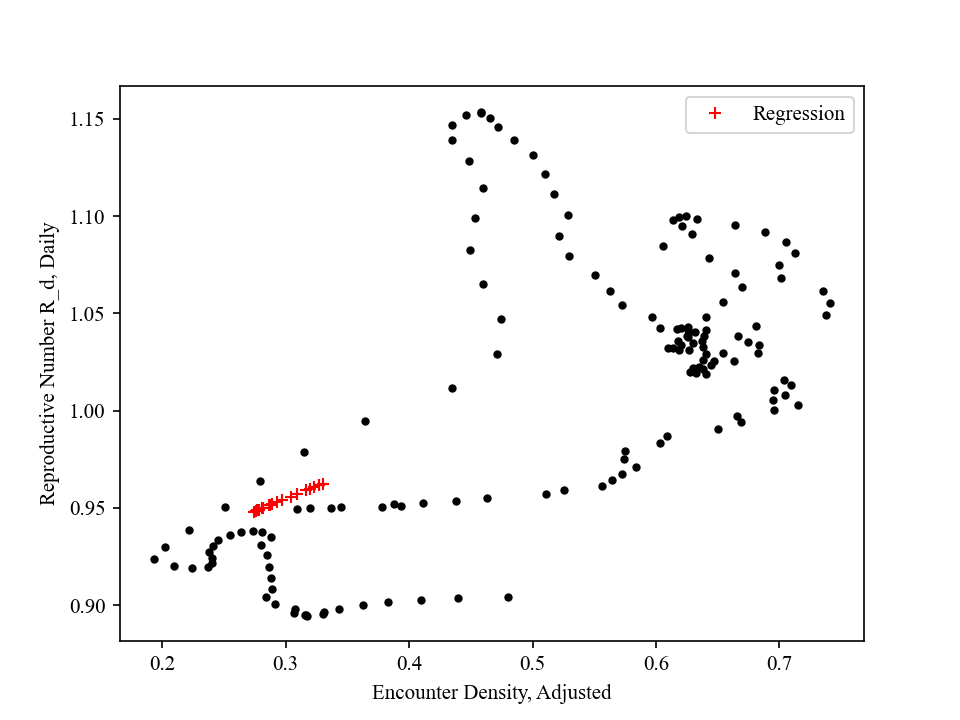 Regression
1.15
1.10
1.05
1.00
0.95
0.90
Reproductive Number R_d, Daily
0.2 0.3 0.4 0.5 0.6 0.7
Encounter Density, Adjusted